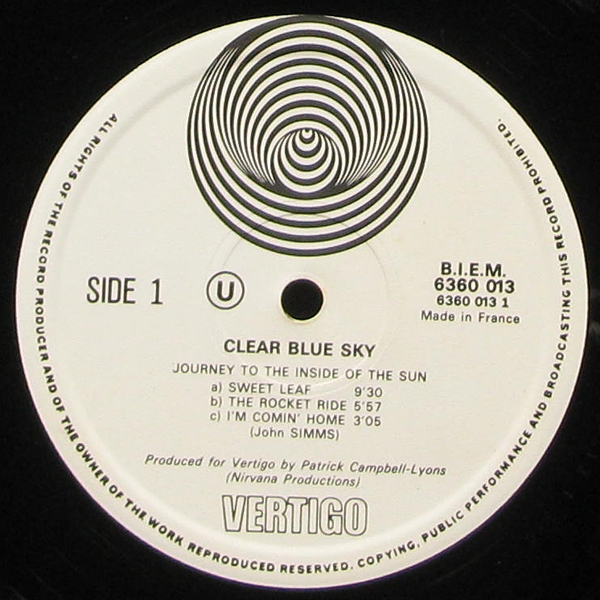 SIDE 1
U
B.I.E.M.
6360 013
6360 013 1
Made in France
CLEAR BLUE SKY
JOURNEY TO THE INSIDE OF THE SUN
a) SWEET LEAF 9'30
b) THE ROCKET RIDE 5'57
c) I'M COMIN' HOME 3'05
(John SIMMS)
Produced for Vertigo by Patrick Campbell-Lyons
(Nirvana Productions)
VERTIGO
ALL RIGHTS OF THE RECORD PRODUCER AND OF THE OWNER OF THE WORK REPRODUCED RESERVED. COPYING, PUBLIC PERFORMANCE AND BROADCASTING THIS RECORD PROHIBITED.